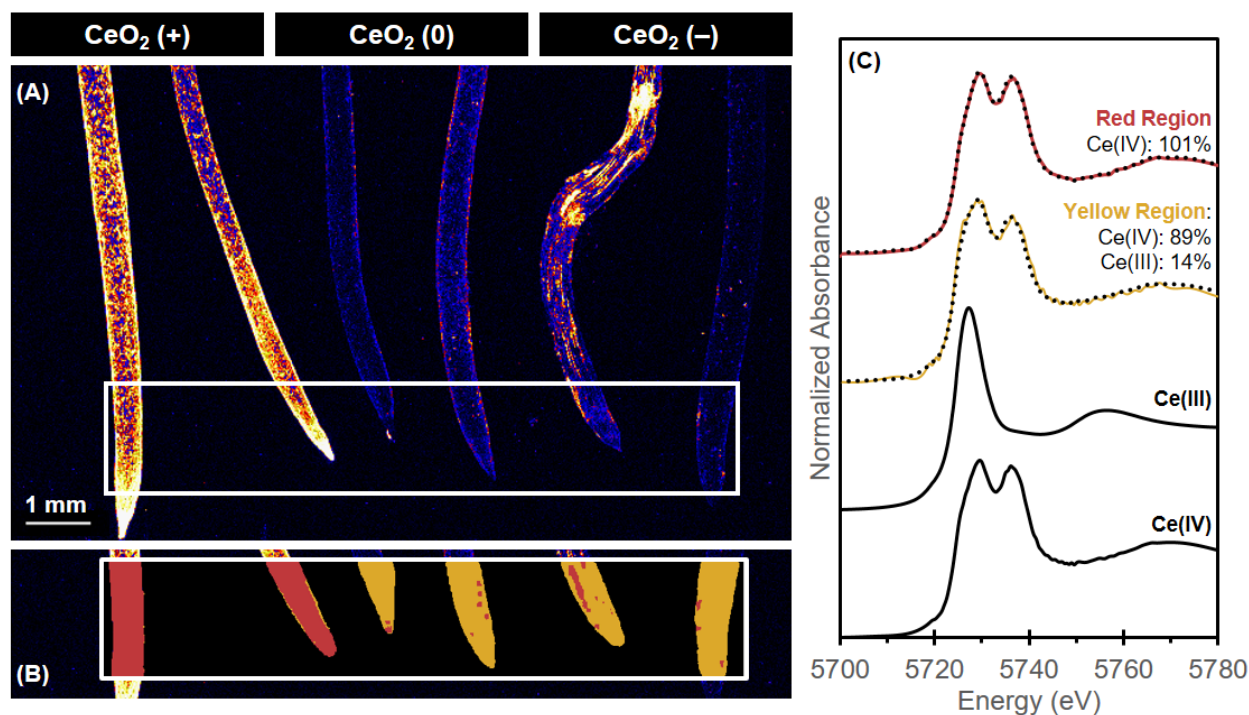 CeO₂ (+) CeO₂ (0) CeO₂ (–)
(A)
1 mm
(B)
(C)
Red Region
Ce(IV): 101%
Yellow Region:
Ce(IV): 89%
Ce(III): 14%
Ce(III)
Ce(IV)
Normalized Absorbance
5700 5720 5740 5760 5780
Energy (eV)